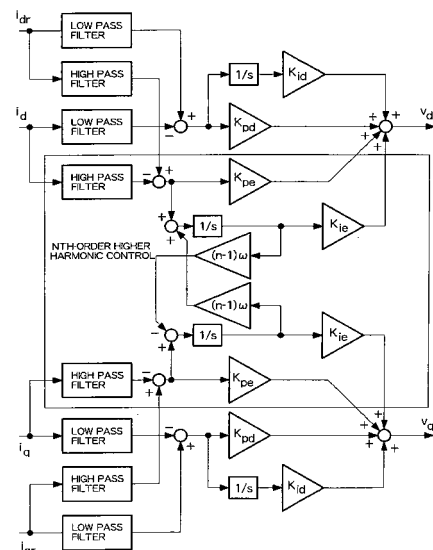 i_dr
LOW PASS
FILTER
HIGH PASS
FILTER
1/s
K_id
i_d
LOW PASS
FILTER
+
−
K_pd
+
+
+
+
v_d
HIGH PASS
FILTER
−
+
K_pe
+
+
1/s
K_ie
NTH-ORDER HIGHER
HARMONIC CONTROL
(n-1)ω
(n-1)ω
−
+
1/s
K_ie
HIGH PASS
FILTER
−
+
K_pe
i_q
LOW PASS
FILTER
−
+
K_pd
+
+
+
+
v_q
HIGH PASS
FILTER
1/s
K_id
i_qr
LOW PASS
FILTER